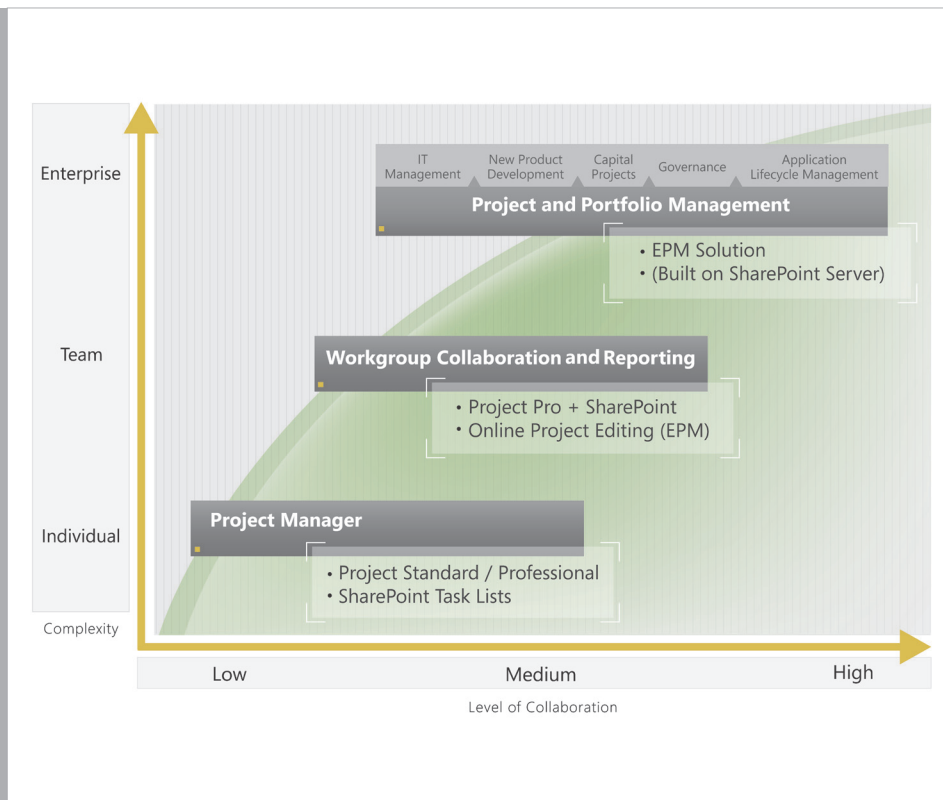 Enterprise
IT
Management
New Product
Development
Capital
Projects
Governance
Application
Lifecycle Management
Project and Portfolio Management
• EPM Solution
• (Built on SharePoint Server)
Team
Workgroup Collaboration and Reporting
• Project Pro + SharePoint
• Online Project Editing (EPM)
Individual
Project Manager
• Project Standard / Professional
• SharePoint Task Lists
Complexity
Low
Medium
High
Level of Collaboration